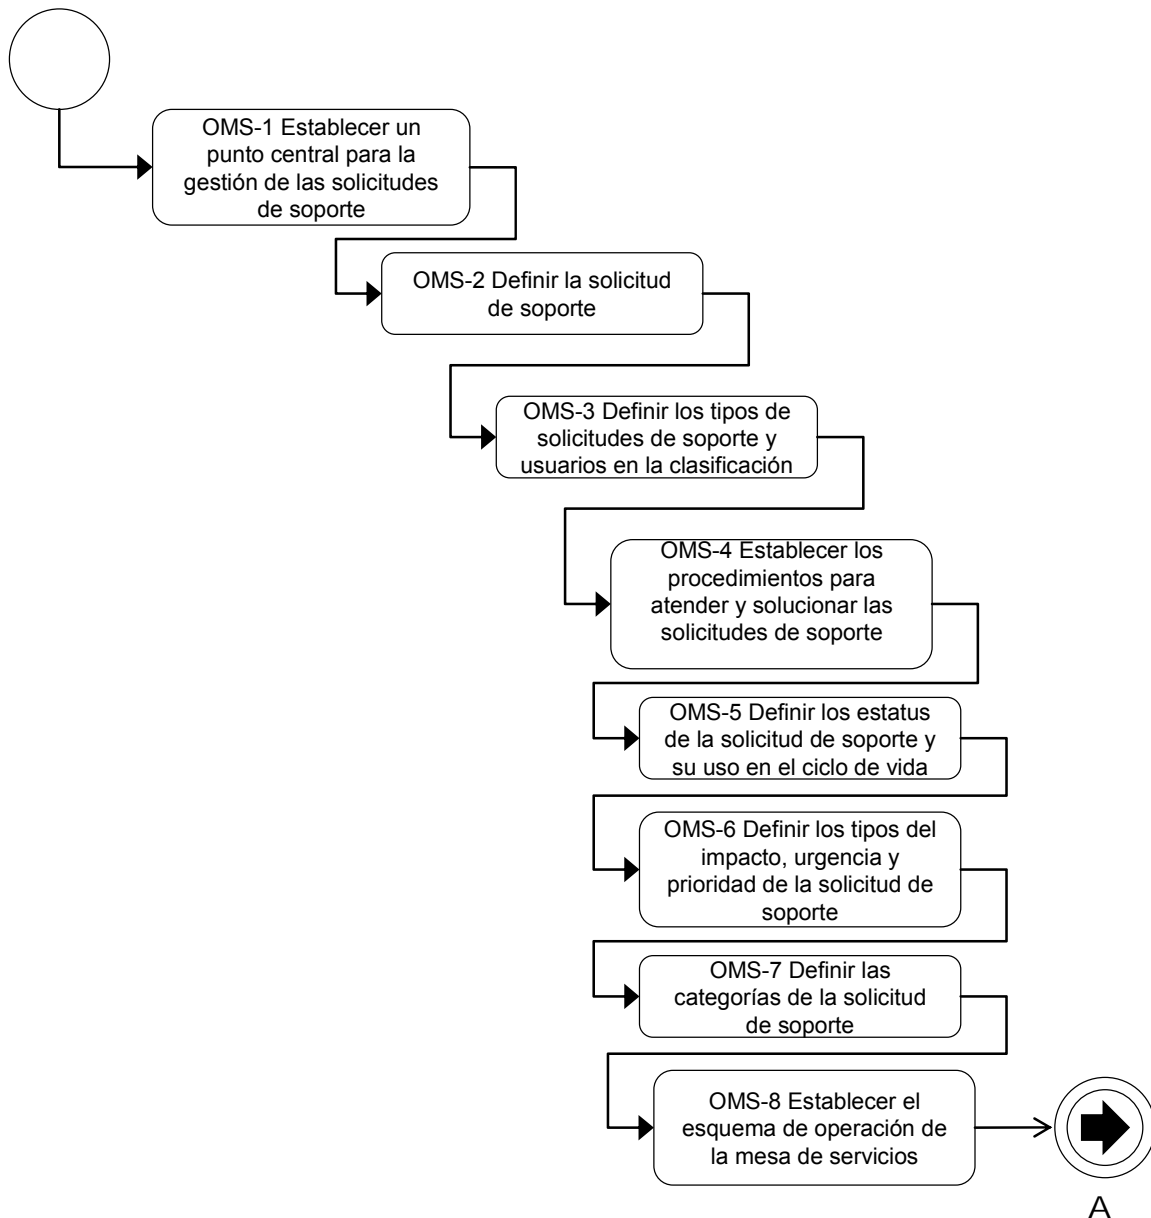 OMS-1 Establecer un
punto central para la
gestión de las solicitudes
de soporte
OMS-2 Definir la solicitud
de soporte
OMS-3 Definir los tipos de
solicitudes de soporte y
usuarios en la clasificación
OMS-4 Establecer los
procedimientos para
atender y solucionar las
solicitudes de soporte
OMS-5 Definir los estatus
de la solicitud de soporte y
su uso en el ciclo de vida
OMS-6 Definir los tipos del
impacto, urgencia y
prioridad de la solicitud de
soporte
OMS-7 Definir las
categorías de la solicitud
de soporte
OMS-8 Establecer el
esquema de operación de
la mesa de servicios
A